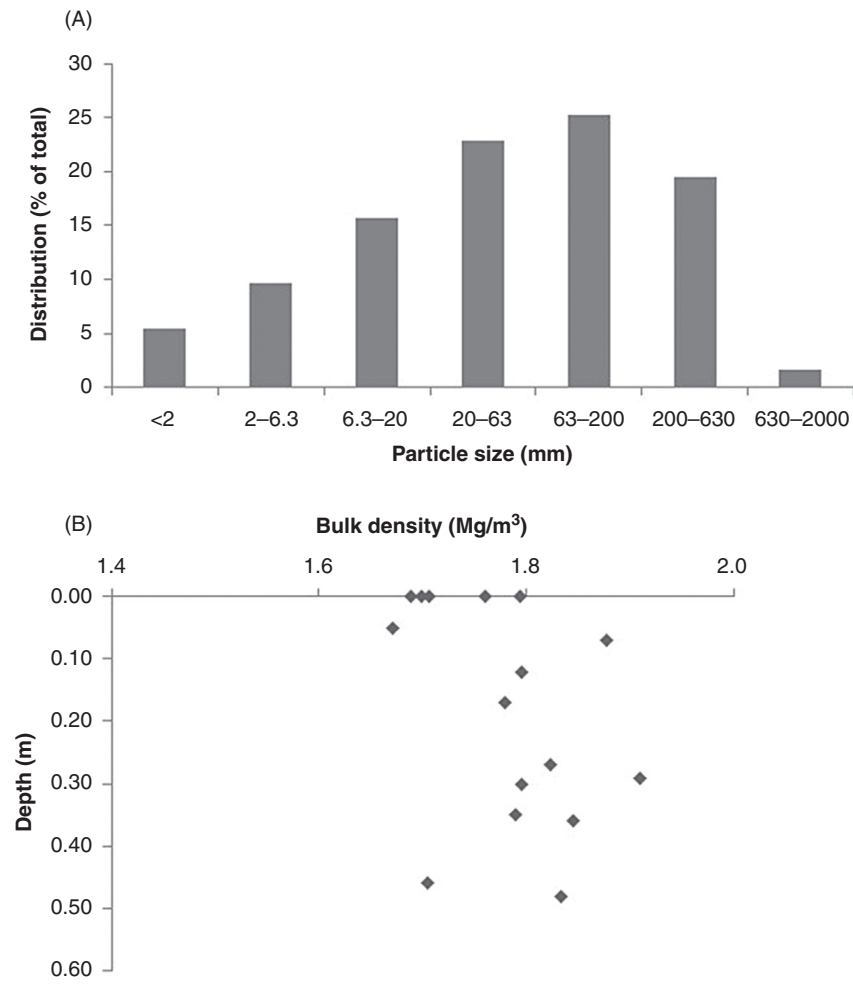 (A)
30
25
20
15
10
5
0
Distribution (% of total)
<2 2–6.3 6.3–20 20–63 63–200 200–630 630–2000
Particle size (mm)
(B)
Bulk density (Mg/m³)
1.4 1.6 1.8 2.0
0.00
0.10
0.20
0.30
0.40
0.50
0.60
Depth (m)